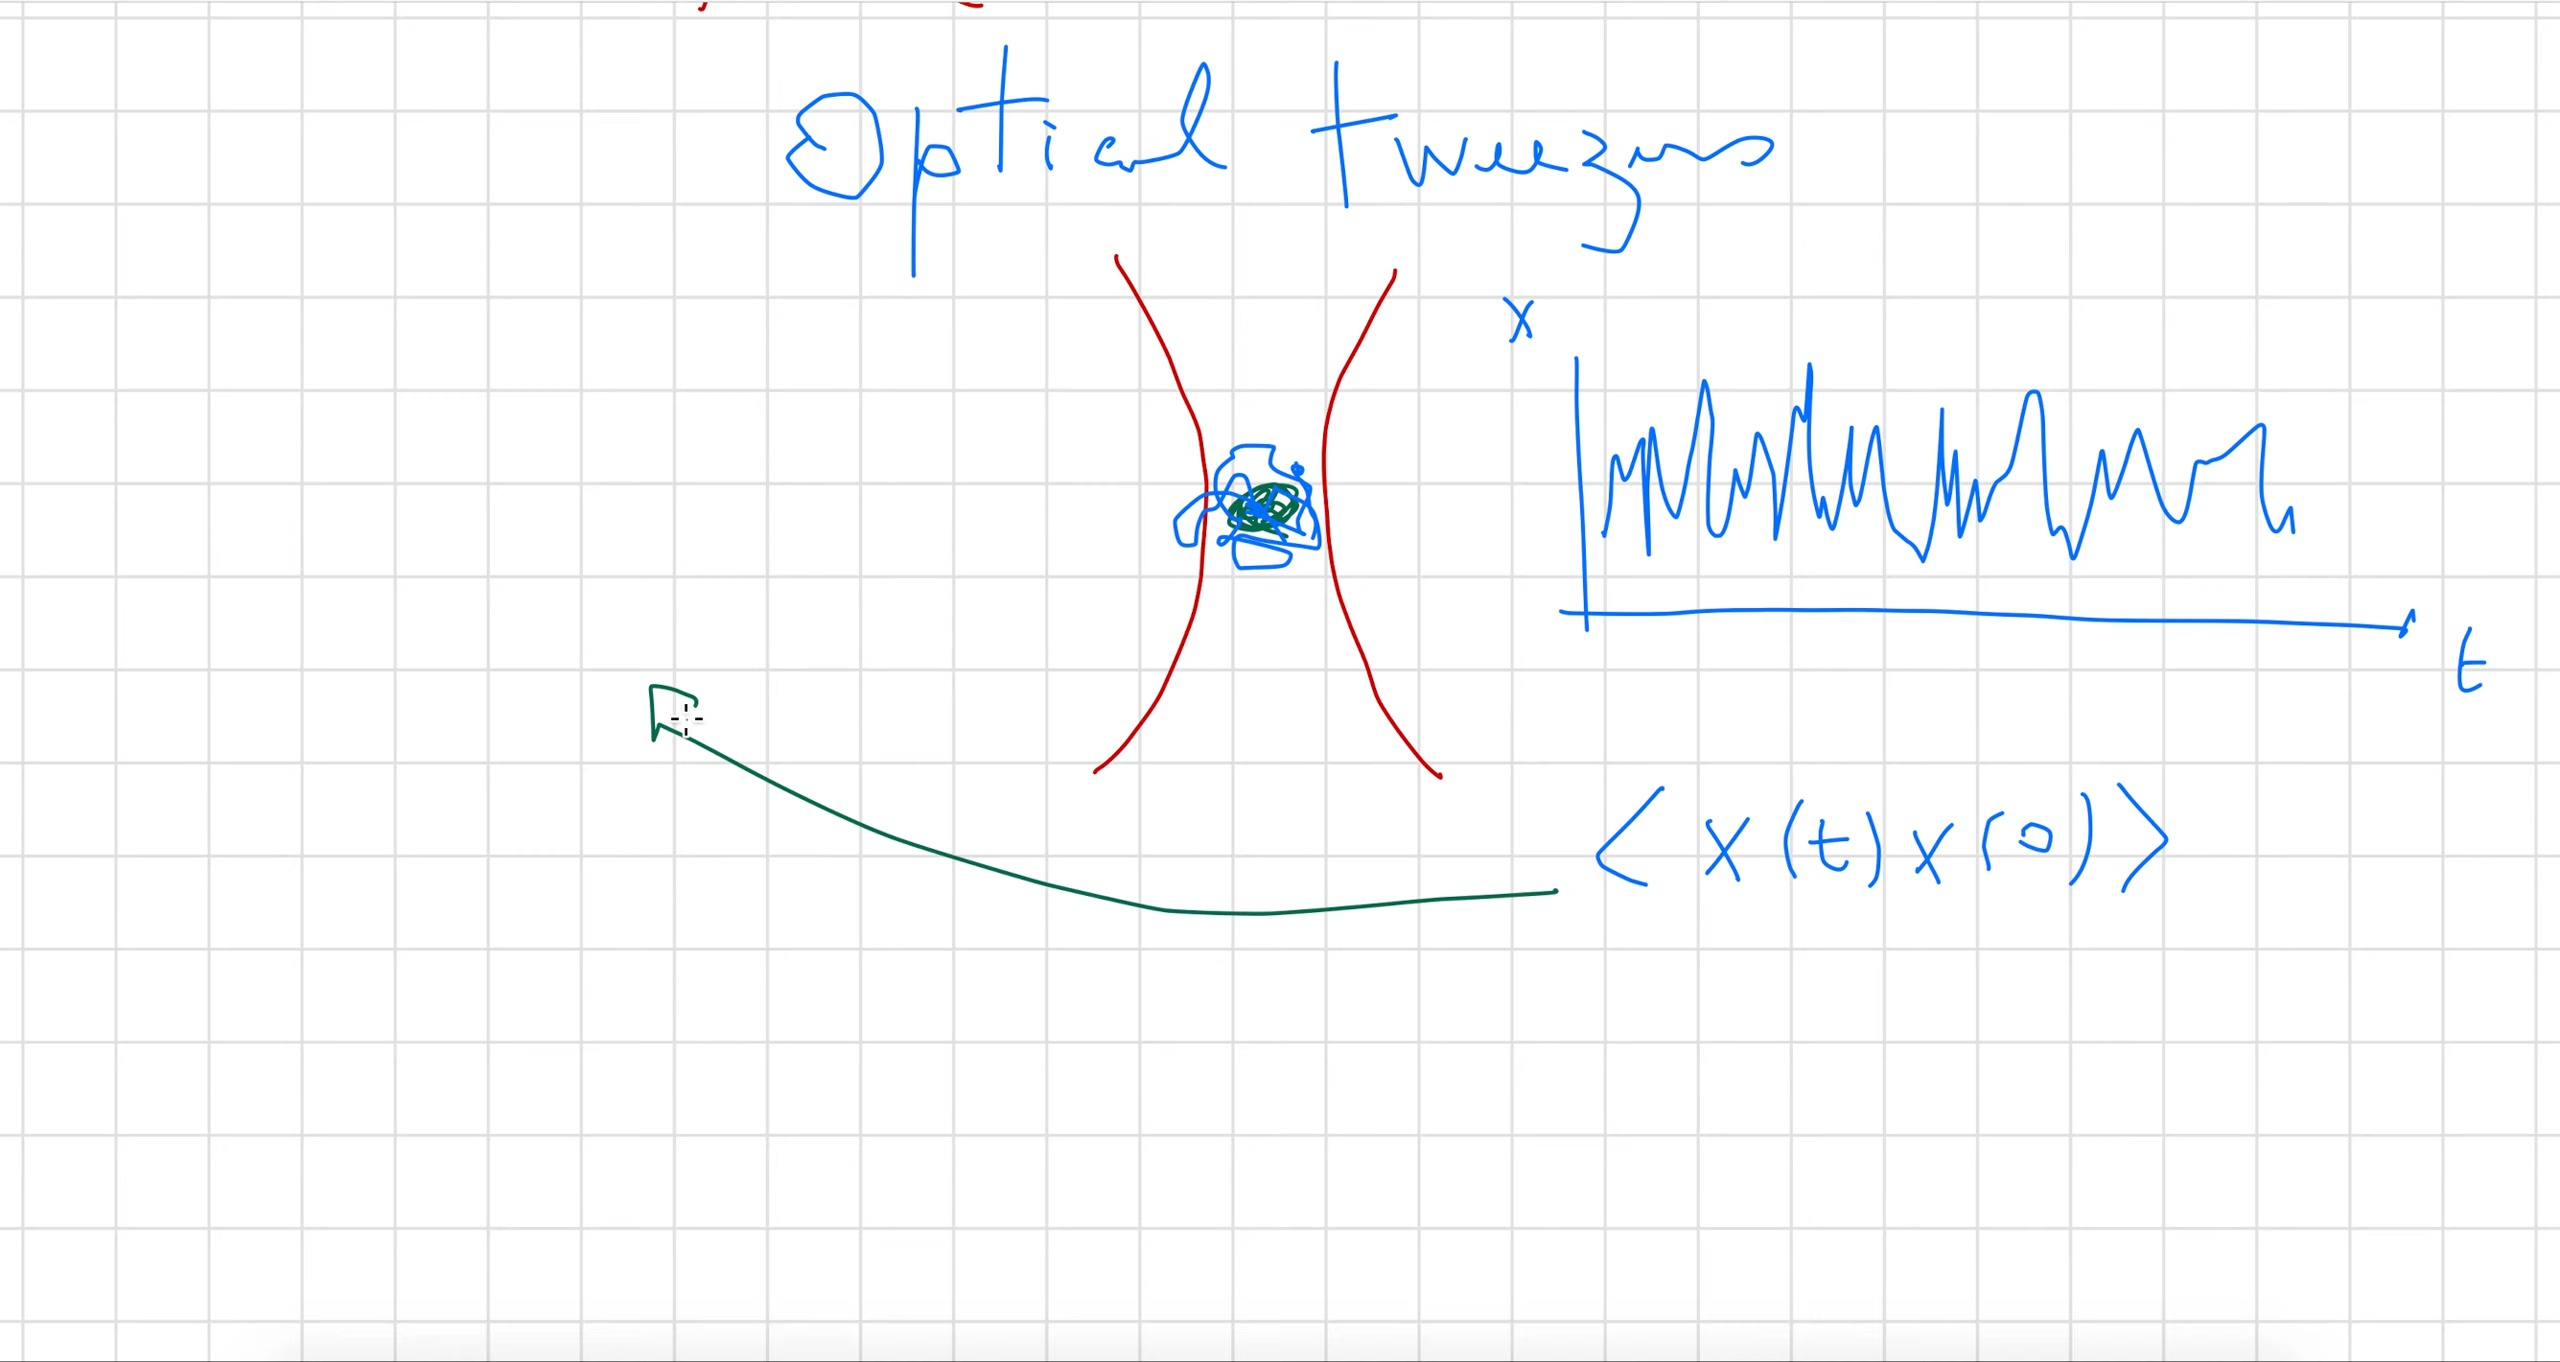 Optical tweezers
x
t
< x (t) x (0) >